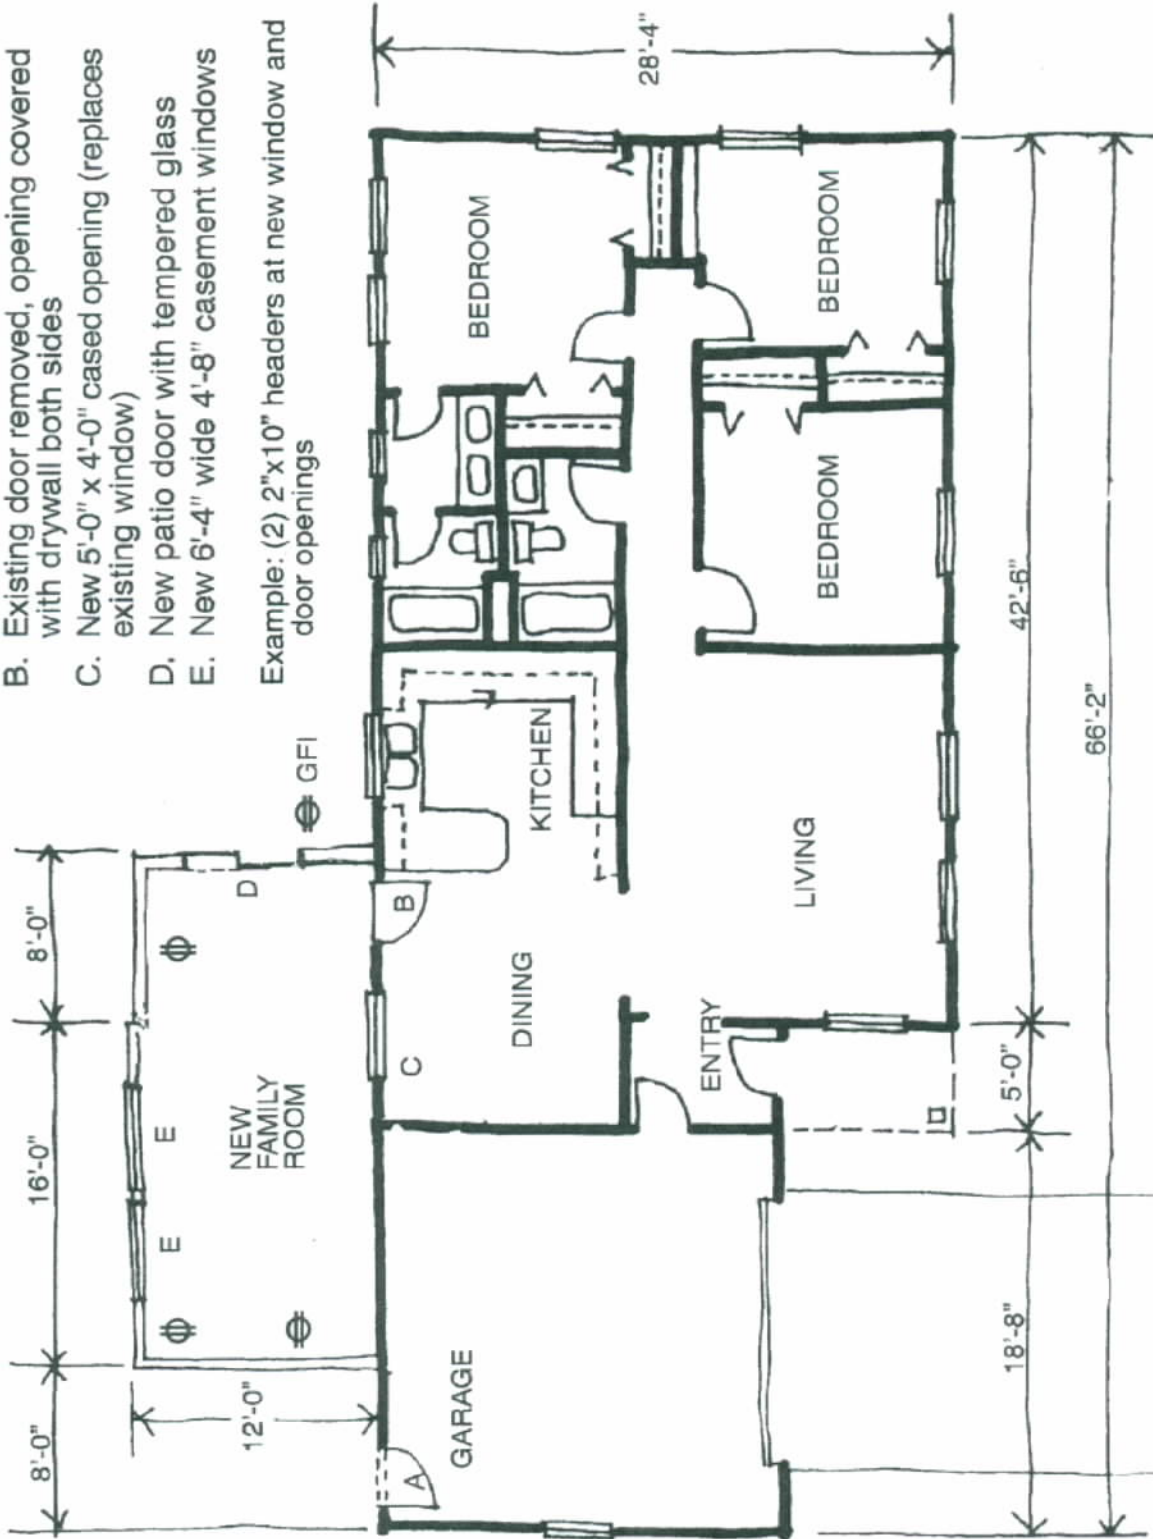 B. Existing door removed, opening covered
with drywall both sides
C. New 5'-0" x 4'-0" cased opening (replaces
existing window)
D. New patio door with tempered glass
E. New 6'-4" wide 4'-8" casement windows
Example: (2) 2"x10" headers at new window and
door openings
8'-0"
16'-0"
8'-0"
12'-0"
E
E
D
NEW
FAMILY
ROOM
GFI
28'-4"
A
C
B
GARAGE
DINING
KITCHEN
BEDROOM
ENTRY
LIVING
BEDROOM
BEDROOM
18'-8"
5'-0"
42'-6"
66'-2"